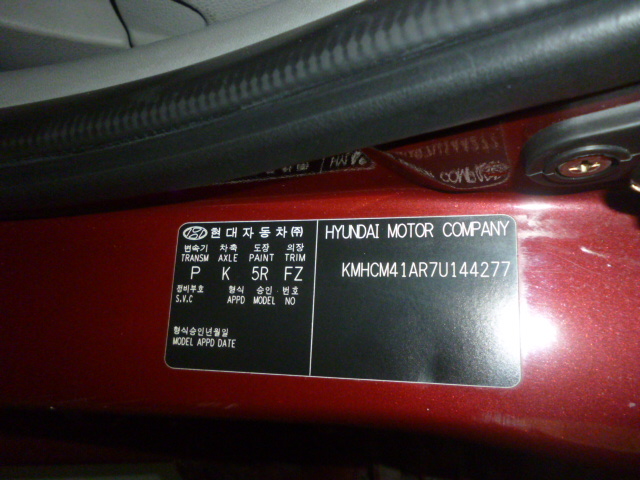 현대자동차㈜
변속기 차축 도장 의장
TRANSM AXLE PAINT TRIM
P K 5R FZ
정비부호 형식 승인 번호
S.V.C APPD MODEL NO
형식승인년월일
MODEL APPD DATE
HYUNDAI MOTOR COMPANY
KMHCM41AR7U144277